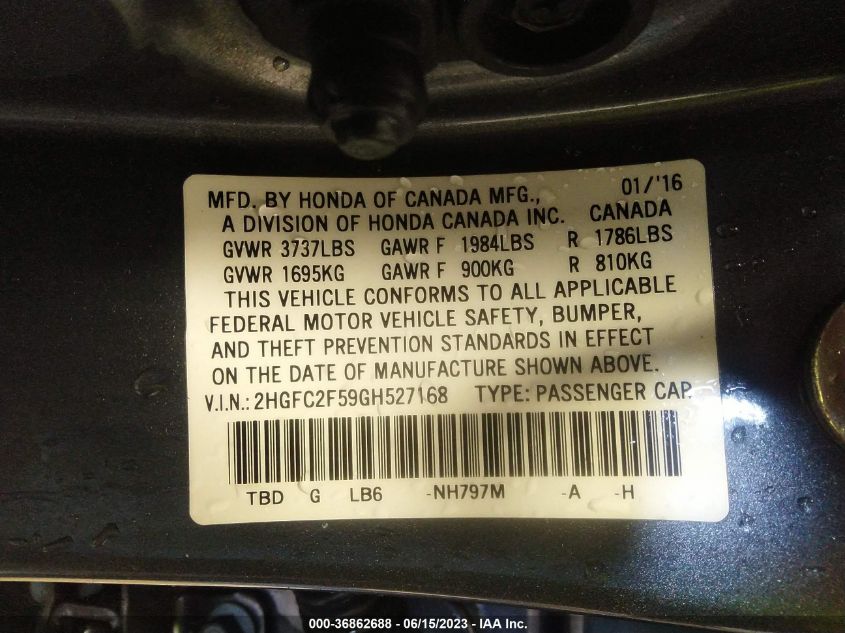 MFD. BY HONDA OF CANADA MFG., 01/'16
A DIVISION OF HONDA CANADA INC. CANADA
GVWR 3737LBS GAWR F 1984LBS R 1786LBS
GVWR 1695KG GAWR F 900KG R 810KG
THIS VEHICLE CONFORMS TO ALL APPLICABLE
FEDERAL MOTOR VEHICLE SAFETY, BUMPER,
AND THEFT PREVENTION STANDARDS IN EFFECT
ON THE DATE OF MANUFACTURE SHOWN ABOVE.
V.I.N.: 2HGFC2F59GH527168 TYPE: PASSENGER CAR
TBD G LB6 -NH797M -A -H
000-36862688 - 06/15/2023 - IAA Inc.